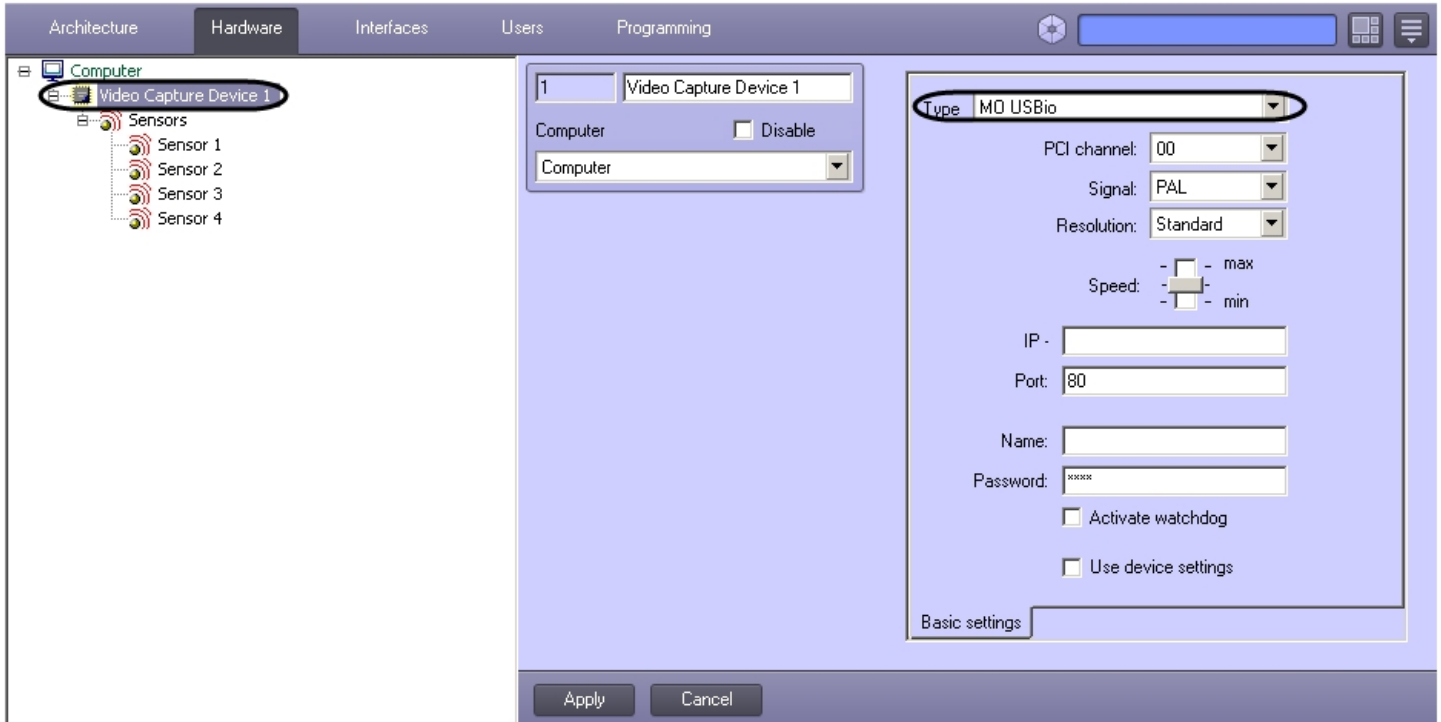 Architecture Hardware Interfaces Users Programming
Computer
Video Capture Device 1
Sensors
Sensor 1
Sensor 2
Sensor 3
Sensor 4
1 Video Capture Device 1
Computer Disable
Computer
Type MO USBio
PCI channel: 00
Signal: PAL
Resolution: Standard
max
Speed:
min
IP -
Port: 80
Name:
Password: ****
Activate watchdog
Use device settings
Basic settings
Apply Cancel